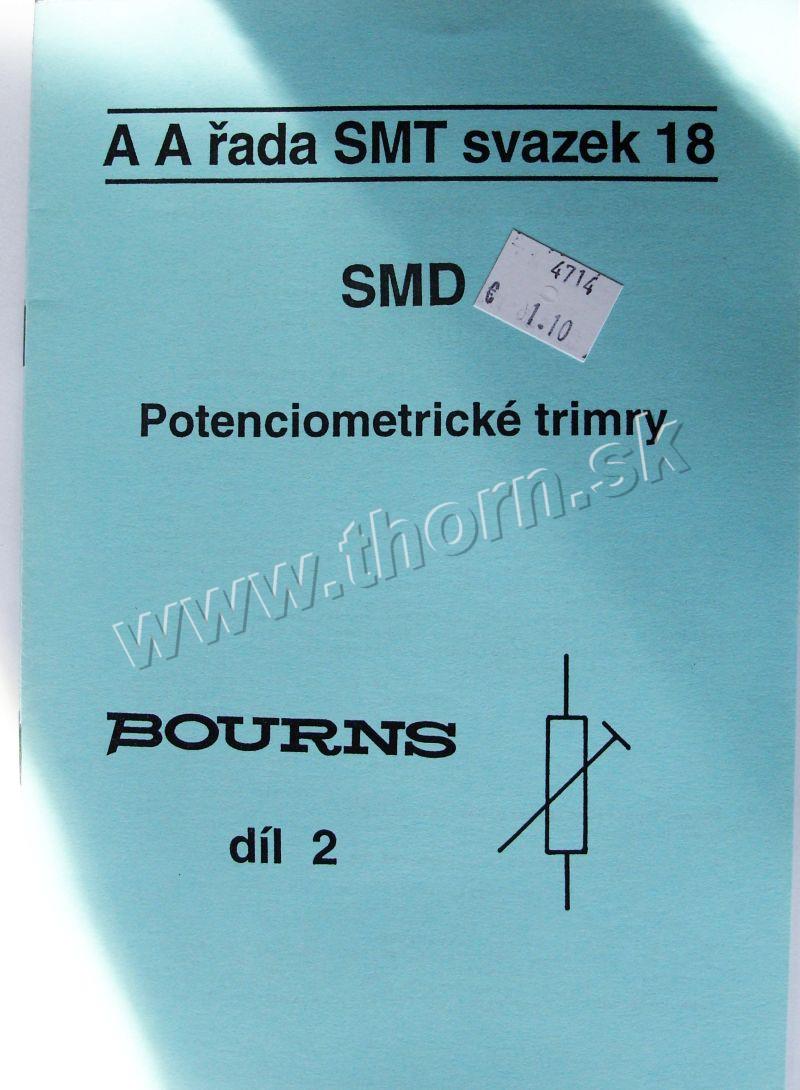 A A řada SMT svazek 18
SMD
4714
€ 1.10
Potenciometrické trimry
www.thorn.sk
BOURNS
díl 2